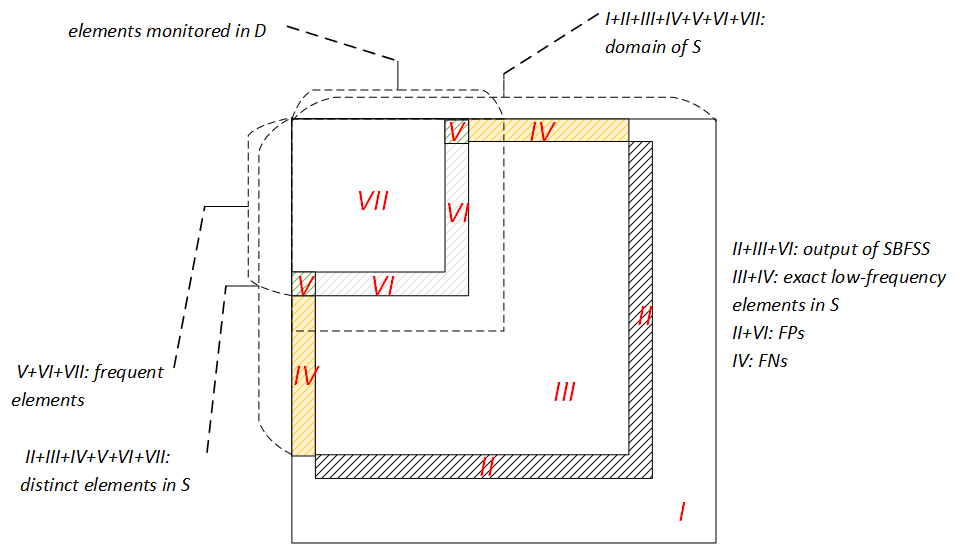 elements monitored in D
I+II+III+IV+V+VI+VII:
domain of S
V
IV
VII
VI
V
VI
II
IV
III
II
I
II+III+VI: output of SBFSS
III+IV: exact low-frequency
elements in S
II+VI: FPs
IV: FNs
V+VI+VII: frequent
elements
II+III+IV+V+VI+VII:
distinct elements in S